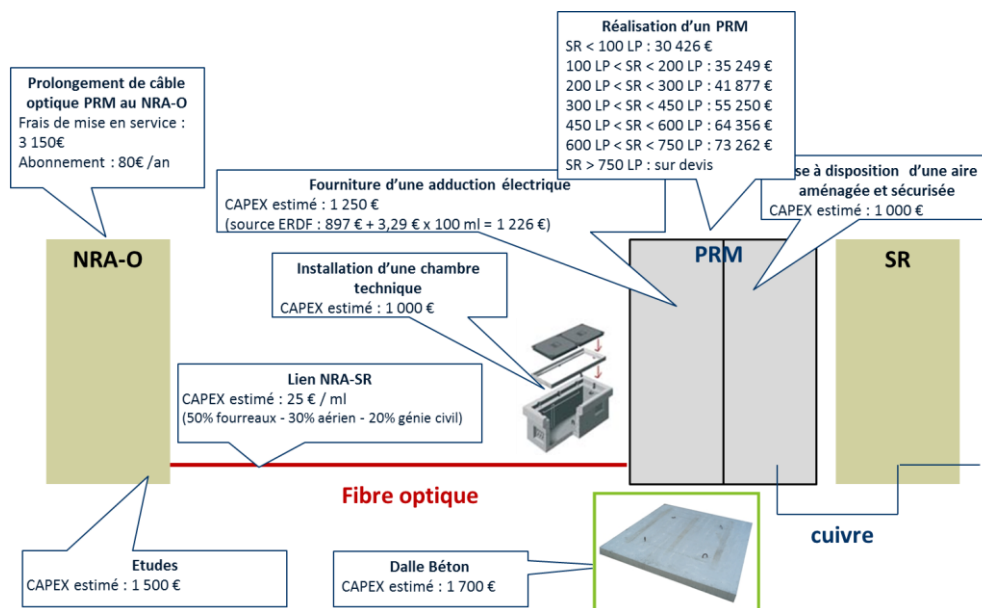 Réalisation d'un PRM
SR < 100 LP : 30 426 €
100 LP < SR < 200 LP : 35 249 €
200 LP < SR < 300 LP : 41 877 €
300 LP < SR < 450 LP : 55 250 €
450 LP < SR < 600 LP : 64 356 €
600 LP < SR < 750 LP : 73 262 €
SR > 750 LP : sur devis
Prolongement de câble
optique PRM au NRA-O
Frais de mise en service :
3 150€
Abonnement : 80€ /an
Fourniture d'une adduction électrique
CAPEX estimé : 1 250 €
(source ERDF : 897 € + 3,29 € x 100 ml = 1 226 €)
se à disposition d'une aire
aménagée et sécurisée
CAPEX estimé : 1 000 €
NRA-O
PRM
SR
Installation d'une chambre
technique
CAPEX estimé : 1 000 €
Lien NRA-SR
CAPEX estimé : 25 € / ml
(50% fourreaux - 30% aérien - 20% génie civil)
Fibre optique
cuivre
Etudes
CAPEX estimé : 1 500 €
Dalle Béton
CAPEX estimé : 1 700 €